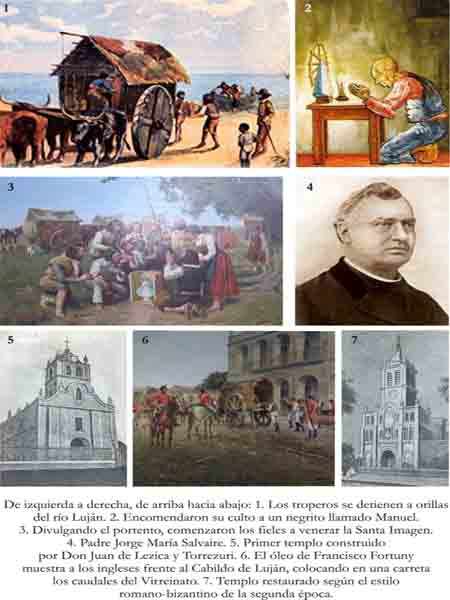 1
2
3
4
5
6
7
De izquierda a derecha, de arriba hacia abajo: 1. Los troperos se detienen a orillas
del río Luján. 2. Encomendaron su culto a un negrito llamado Manuel.
3. Divulgando el portento, comenzaron los fieles a venerar la Santa Imagen.
4. Padre Jorge María Salvaire. 5. Primer templo construido
por Don Juan de Lezica y Torrezuri. 6. El óleo de Francisco Fortuny
muestra a los ingleses frente al Cabildo de Luján, colocando en una carreta
los caudales del Virreinato. 7. Templo restaurado según el estilo
romano-bizantino de la segunda época.